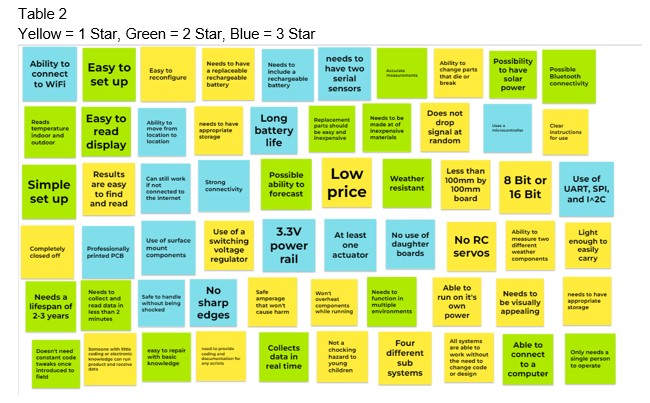 Table 2
Yellow = 1 Star, Green = 2 Star, Blue = 3 Star
Ability to
connect
to WiFi
Easy to
set up
Easy to
reconfigure
Needs to have
a replaceable
rechargeable
battery
Needs to
include a
rechargeable
battery
needs to
have two
serial
sensors
Accurate
measurements
Ability to
change parts
that die or
break
Possibility
to have
solar
power
Possible
Bluetooth
connectivity
Reads
temperature
indoor and
outdoor
Easy to
read
display
Ability to
move from
location to
location
needs to have
appropriate
storage
Long
battery
life
Replacement
parts should
be easy and
inexpensive
Needs to be
made at of
inexpensive
materials
Does not
drop
signal at
random
Uses a
microcontroller
Clear
instructions
for use
Simple
set up
Results
are easy
to find
and read
Can still work
if not
connected to
the internet
Strong
connectivity
Possible
ability to
forecast
Low
price
Weather
resistant
Less than
100mm by
100mm
board
8 Bit or
16 Bit
Use of
UART, SPI,
and I^2C
Completely
closed off
Professionally
printed PCB
Use of surface
mount
components
Use of a
switching
voltage
regulator
3.3V
power
rail
At least
one
actuator
No use of
daughter
boards
No RC
servos
Ability to
measure two
different
weather
components
Light
enough to
easily
carry
Needs a
lifespan of
2-3 years
Needs to
collect and
read data in
less than 2
minutes
Safe to handle
without being
shocked
No
sharp
edges
Safe
amperage
that won't
cause harm
Won't
overheat
components
while running
Needs to
function in
multiple
environments
Able to
run on it's
own
power
Needs to
be visually
appealing
needs to have
appropriate
storage
Doesn't need
constant code
tweaks once
introduced to
field
Someone with little
coding or electronic
knowledge can run
product and receive
data
easy to repair
with basic
knowledge
need to provide
coding and
documentation for
any scripts
Collects
data in
real time
Not a
chocking
hazard to
young
children
Four
different
sub
systems
All systems are
able to work
without the
need to change
code or design
Able to
connect
to a
computer
Only needs
a single
person to
operate